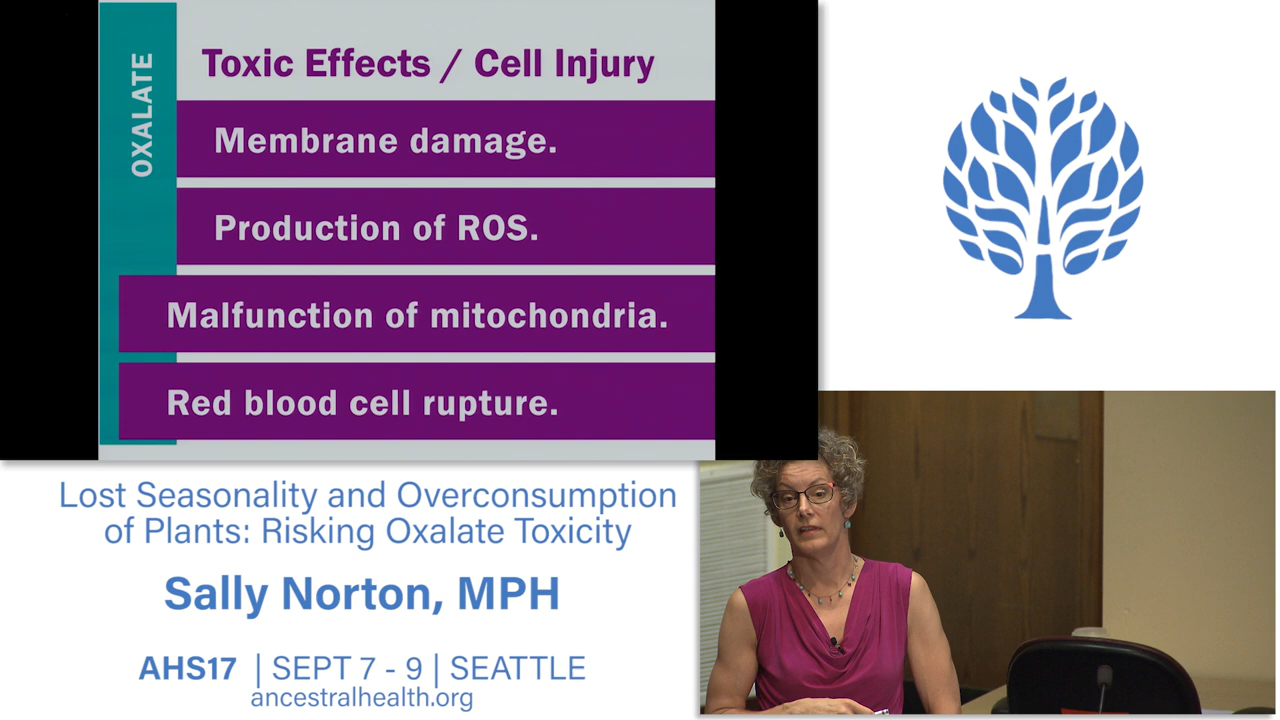 OXALATE
Toxic Effects / Cell Injury
Membrane damage.
Production of ROS.
Malfunction of mitochondria.
Red blood cell rupture.
Lost Seasonality and Overconsumption
of Plants: Risking Oxalate Toxicity
Sally Norton, MPH
AHS17 | SEPT 7 - 9 | SEATTLE
ancestralhealth.org